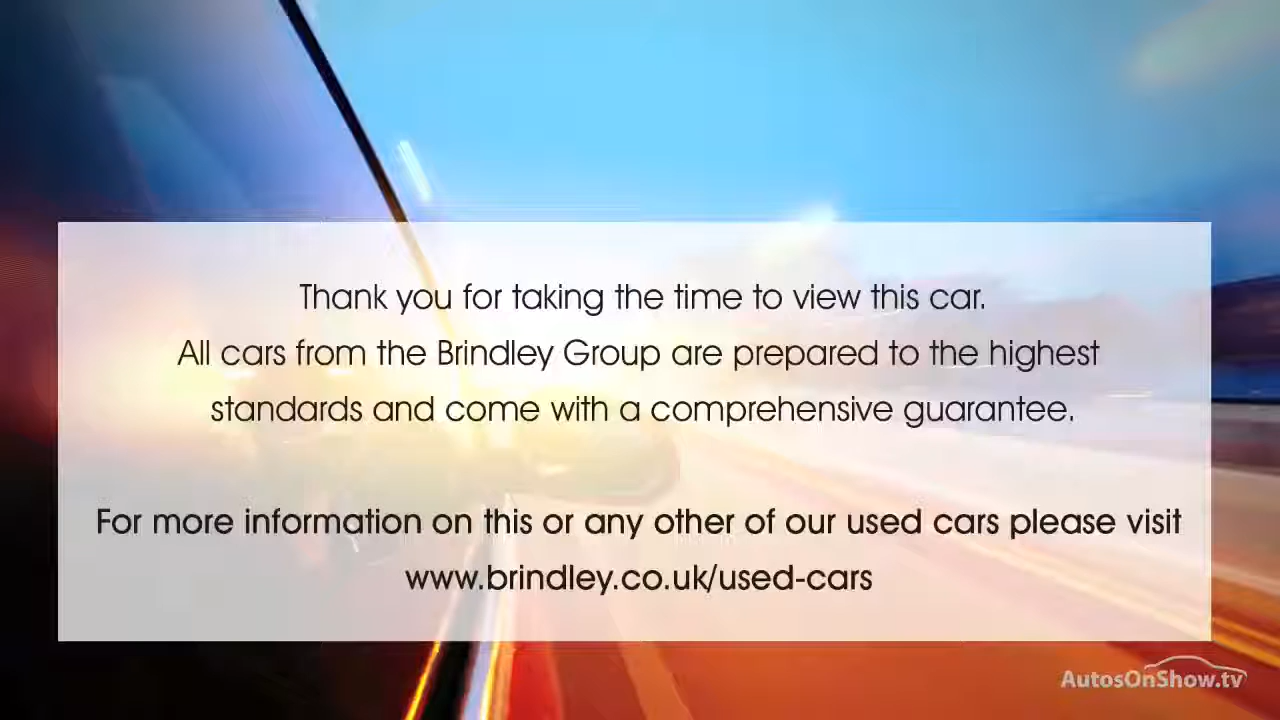 Thank you for taking the time to view this car.
All cars from the Brindley Group are prepared to the highest
standards and come with a comprehensive guarantee.
For more information on this or any other of our used cars please visit
www.brindley.co.uk/used-cars
AutosOnShow.tv